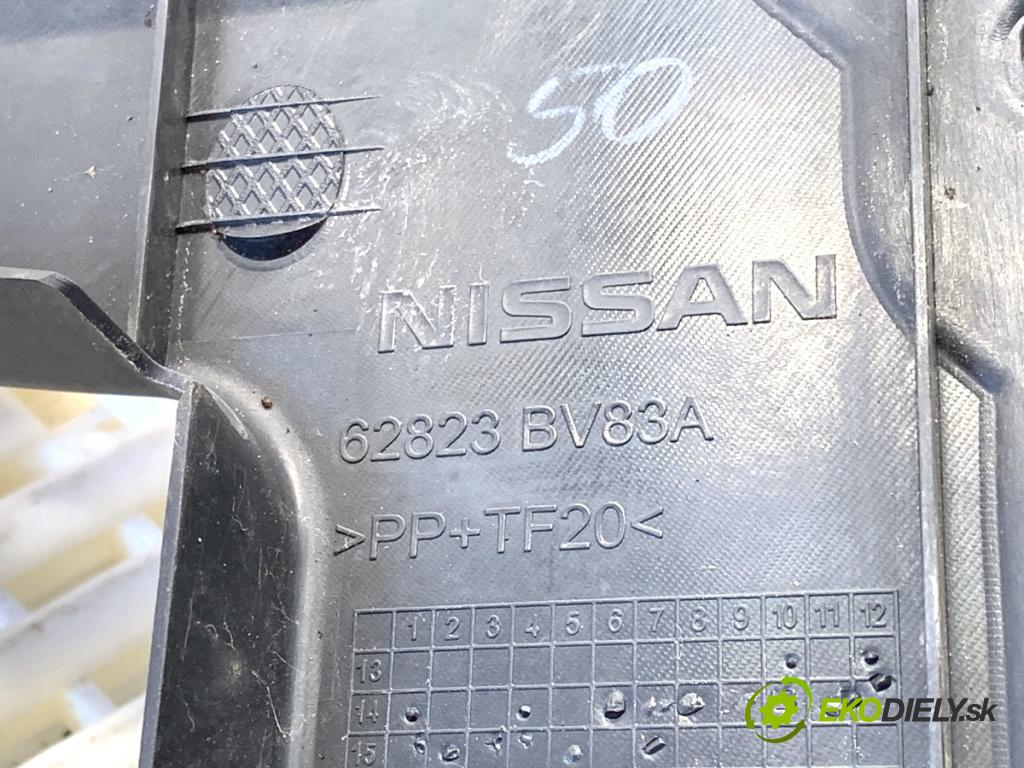 50
NISSAN
62823 BV83A
>PP+TF20<
1 2 3 4 5 6 7 8 9 10 11 12
13
14
15
EKODIELY.sk